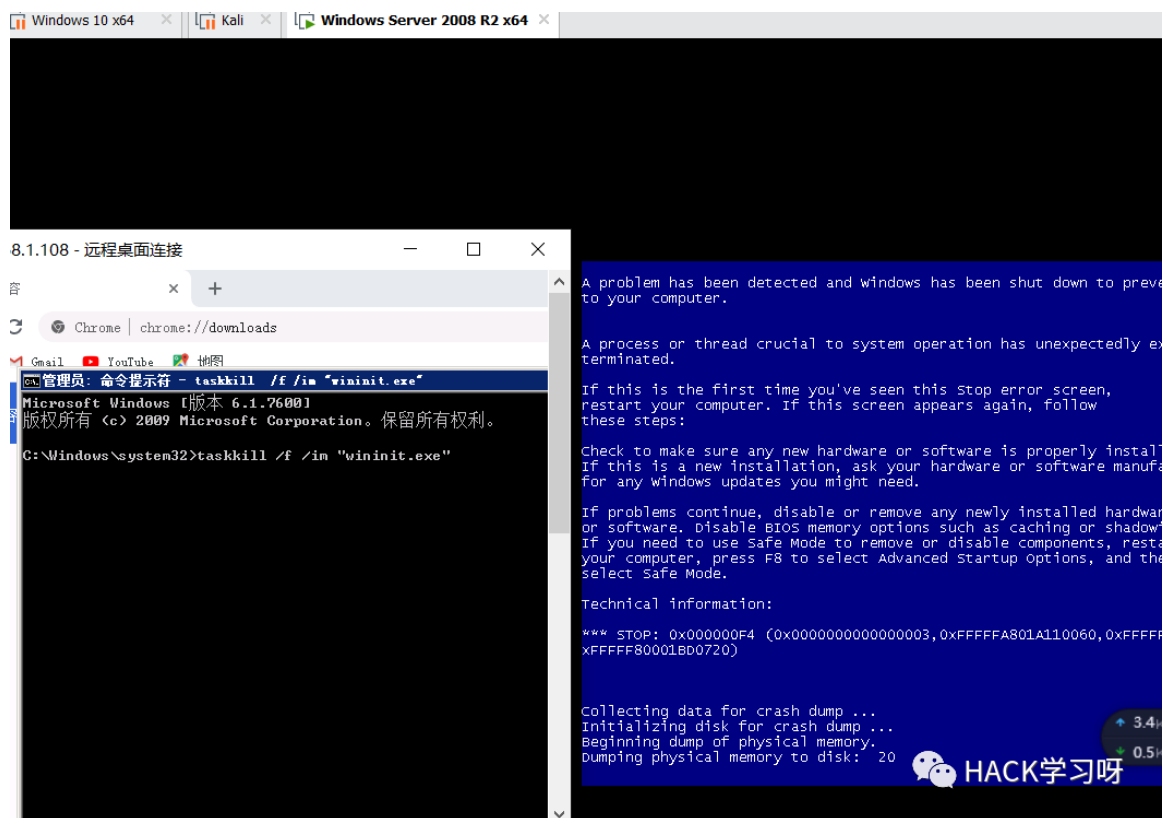 Windows 10 x64
Kali
Windows Server 2008 R2 x64
8.1.108 - 远程桌面连接
容
Chrome | chrome://downloads
Gmail YouTube 地图
管理员: 命令提示符 - taskkill /f /im "wininit.exe"
Microsoft Windows [版本 6.1.7600]
版权所有 (c) 2009 Microsoft Corporation。保留所有权利。
C:\Windows\system32>taskkill /f /im "wininit.exe"
A problem has been detected and Windows has been shut down to preve
to your computer.
A process or thread crucial to system operation has unexpectedly ex
terminated.
If this is the first time you've seen this Stop error screen,
restart your computer. If this screen appears again, follow
these steps:
Check to make sure any new hardware or software is properly install
If this is a new installation, ask your hardware or software manufa
for any Windows updates you might need.
If problems continue, disable or remove any newly installed hardwar
or software. Disable BIOS memory options such as caching or shadowi
If you need to use Safe Mode to remove or disable components, resta
your computer, press F8 to select Advanced Startup Options, and the
select Safe Mode.
Technical information:
*** STOP: 0x000000F4 (0x0000000000000003,0xFFFFFA801A110060,0xFFFFF
xFFFFF80001BD0720)
Collecting data for crash dump ...
Initializing disk for crash dump ...
Beginning dump of physical memory.
Dumping physical memory to disk: 20
3.4K
0.5K
HACK学习呀